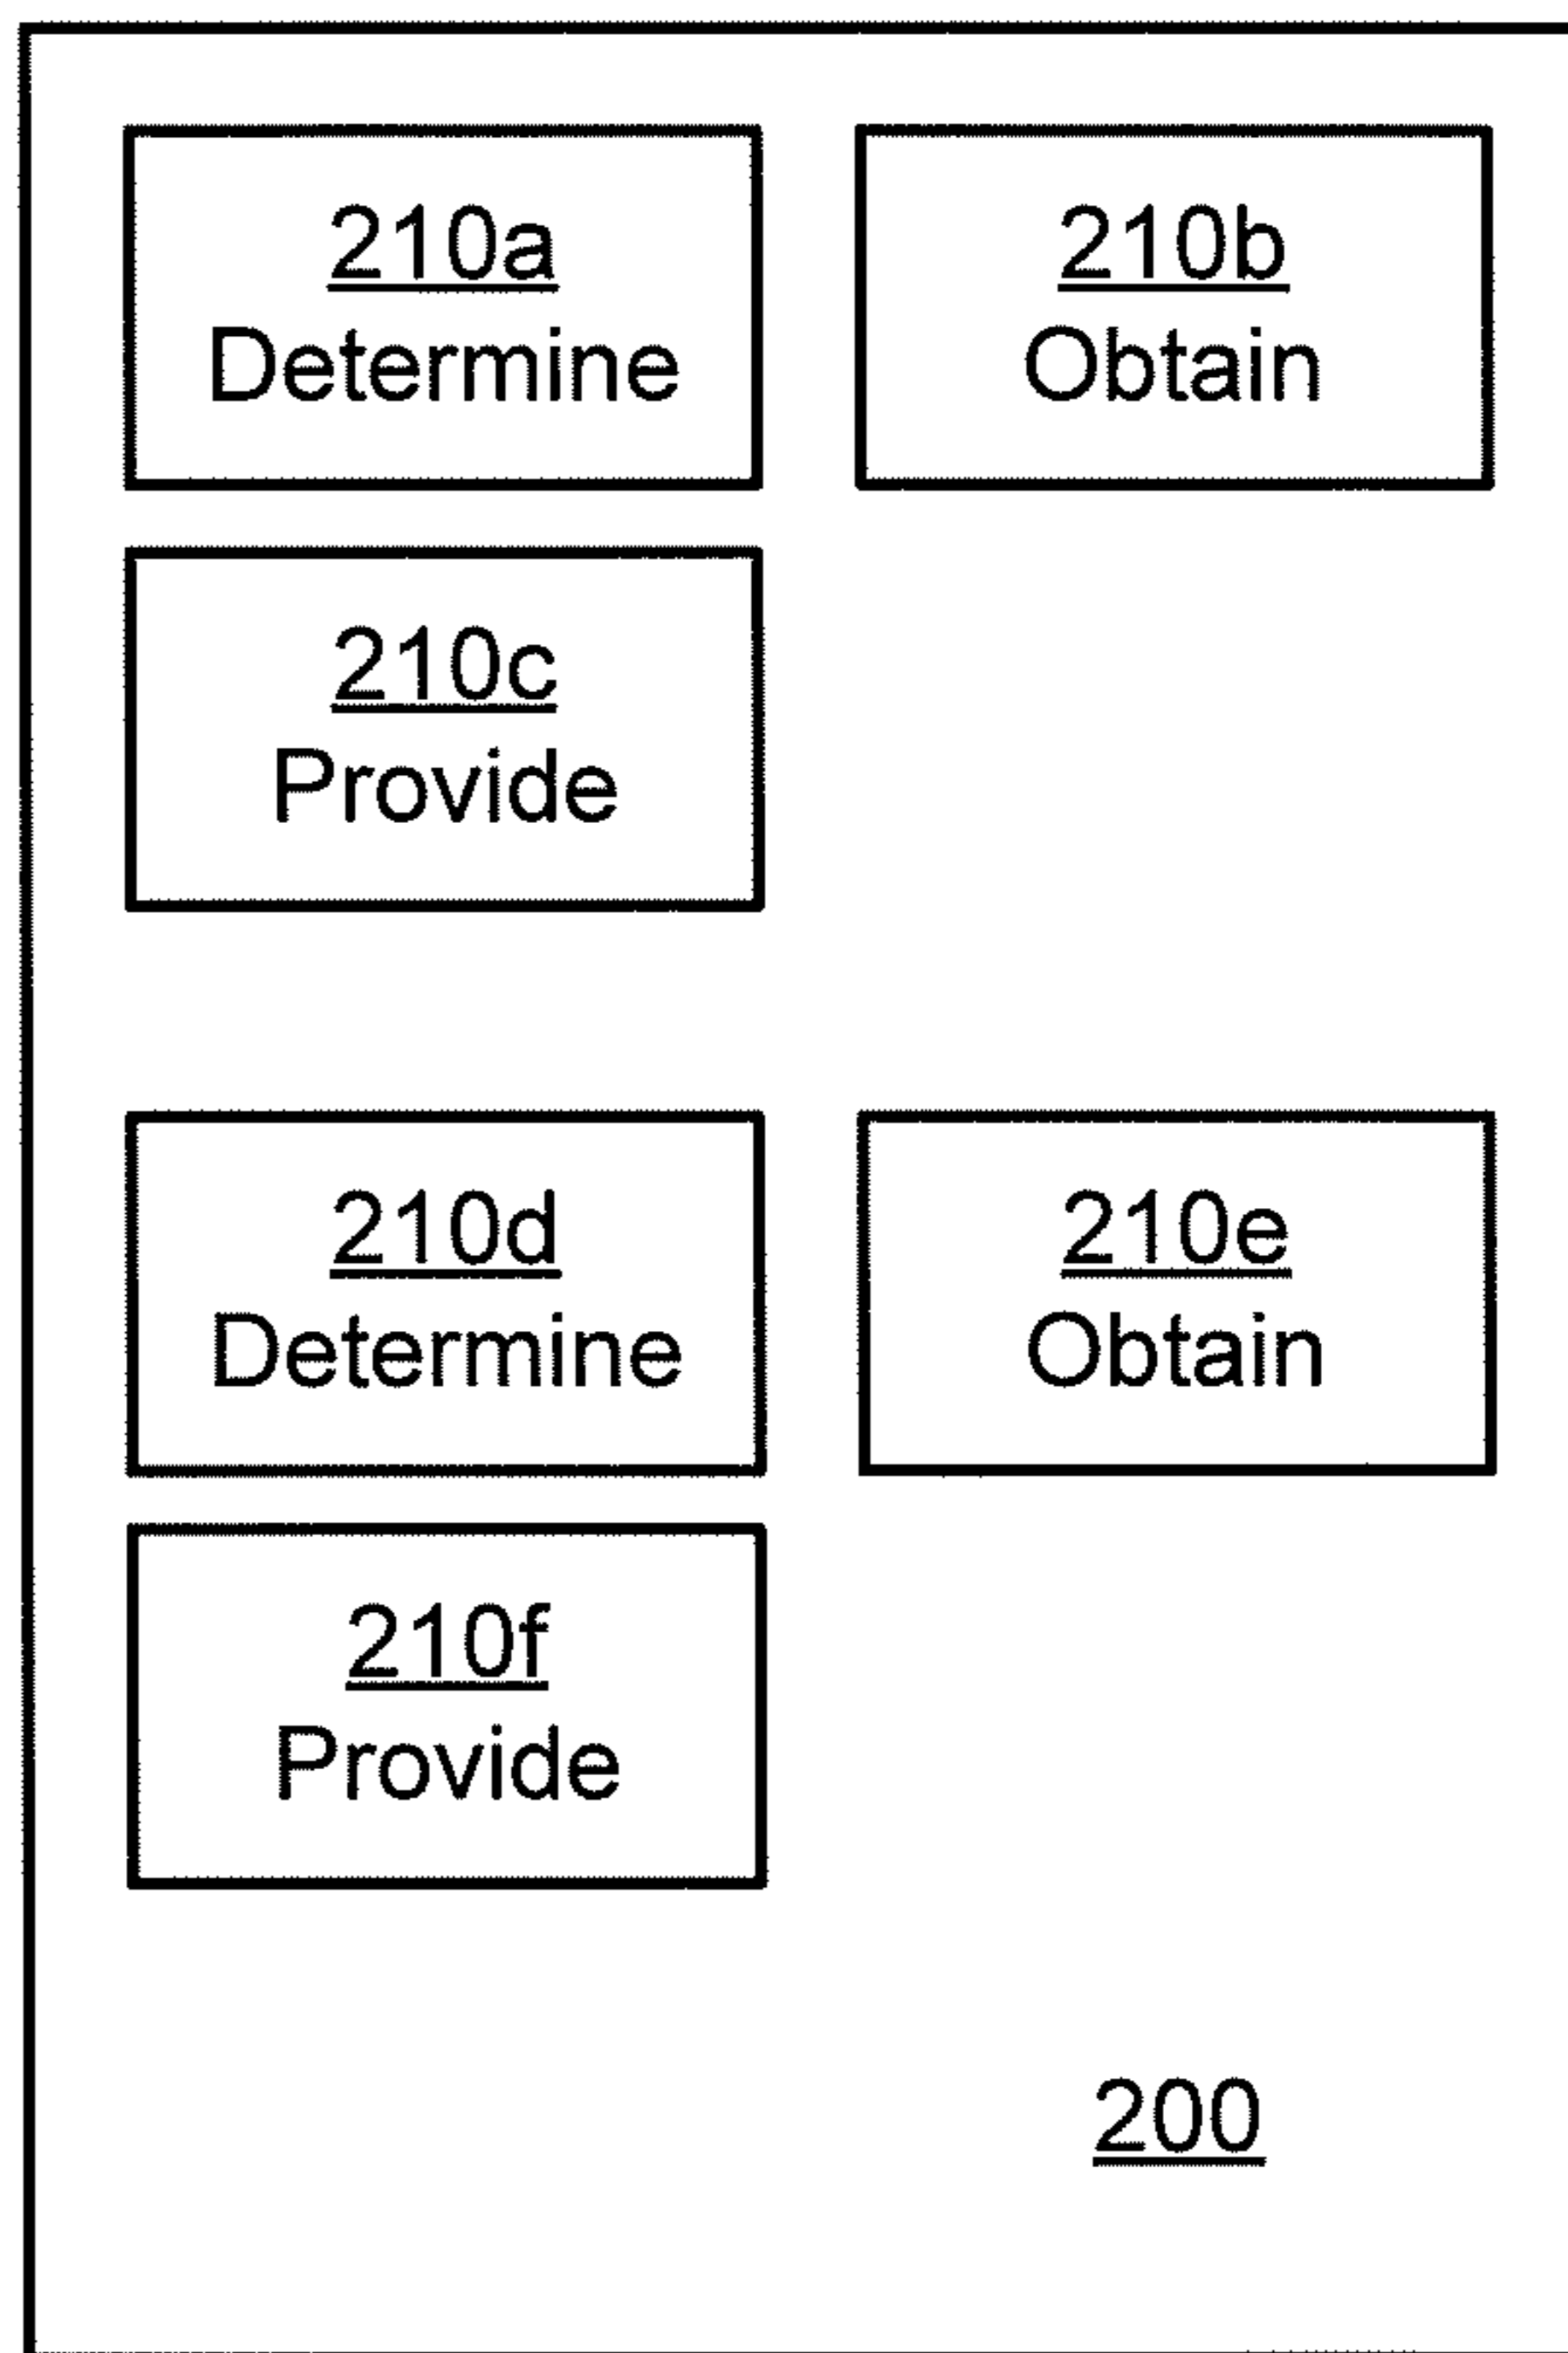 210a
Determine
210b
Obtain
210c
Provide
210d
Determine
210e
Obtain
210f
Provide
200